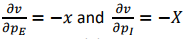 ∂v/∂p_E = −x and ∂v/∂p_I = −X